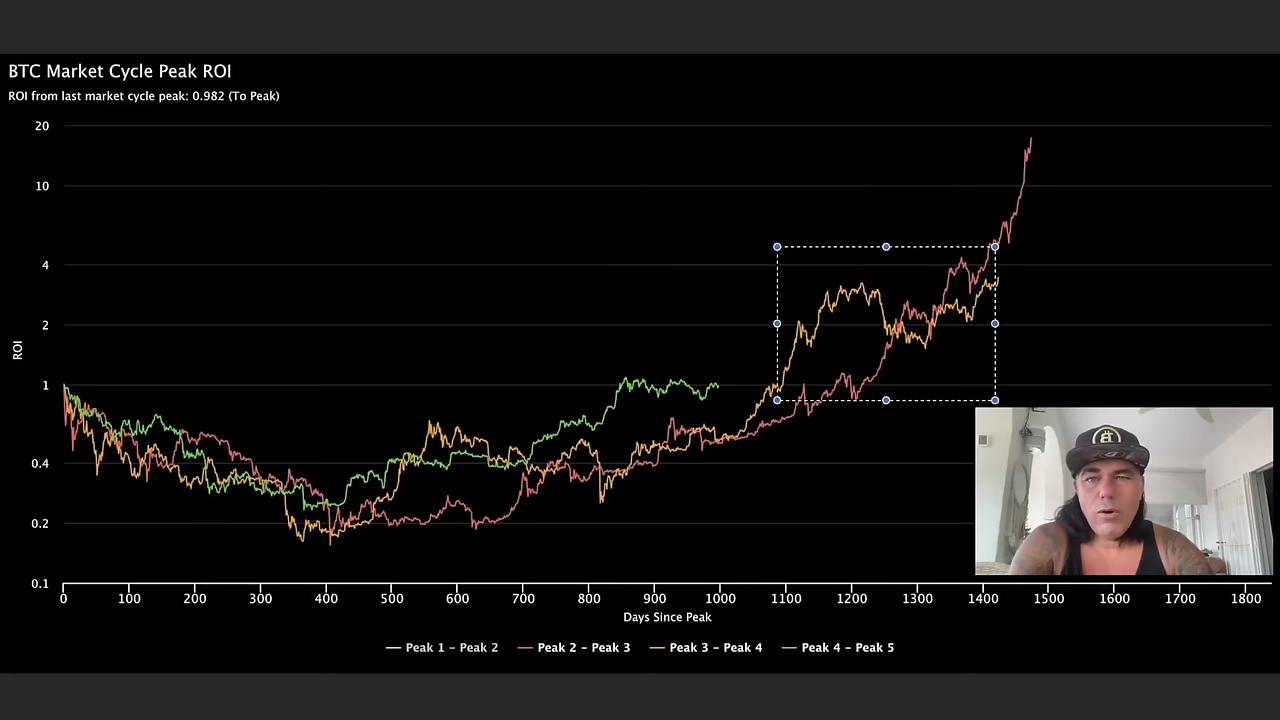 BTC Market Cycle Peak ROI
ROI from last market cycle peak: 0.982 (To Peak)
20
10
4
2
1
0.4
0.2
0.1
ROI
0 100 200 300 400 500 600 700 800 900 1000 1100 1200 1300 1400 1500 1600 1700 1800
Days Since Peak
Peak 1 – Peak 2 Peak 2 – Peak 3 Peak 3 – Peak 4 Peak 4 – Peak 5